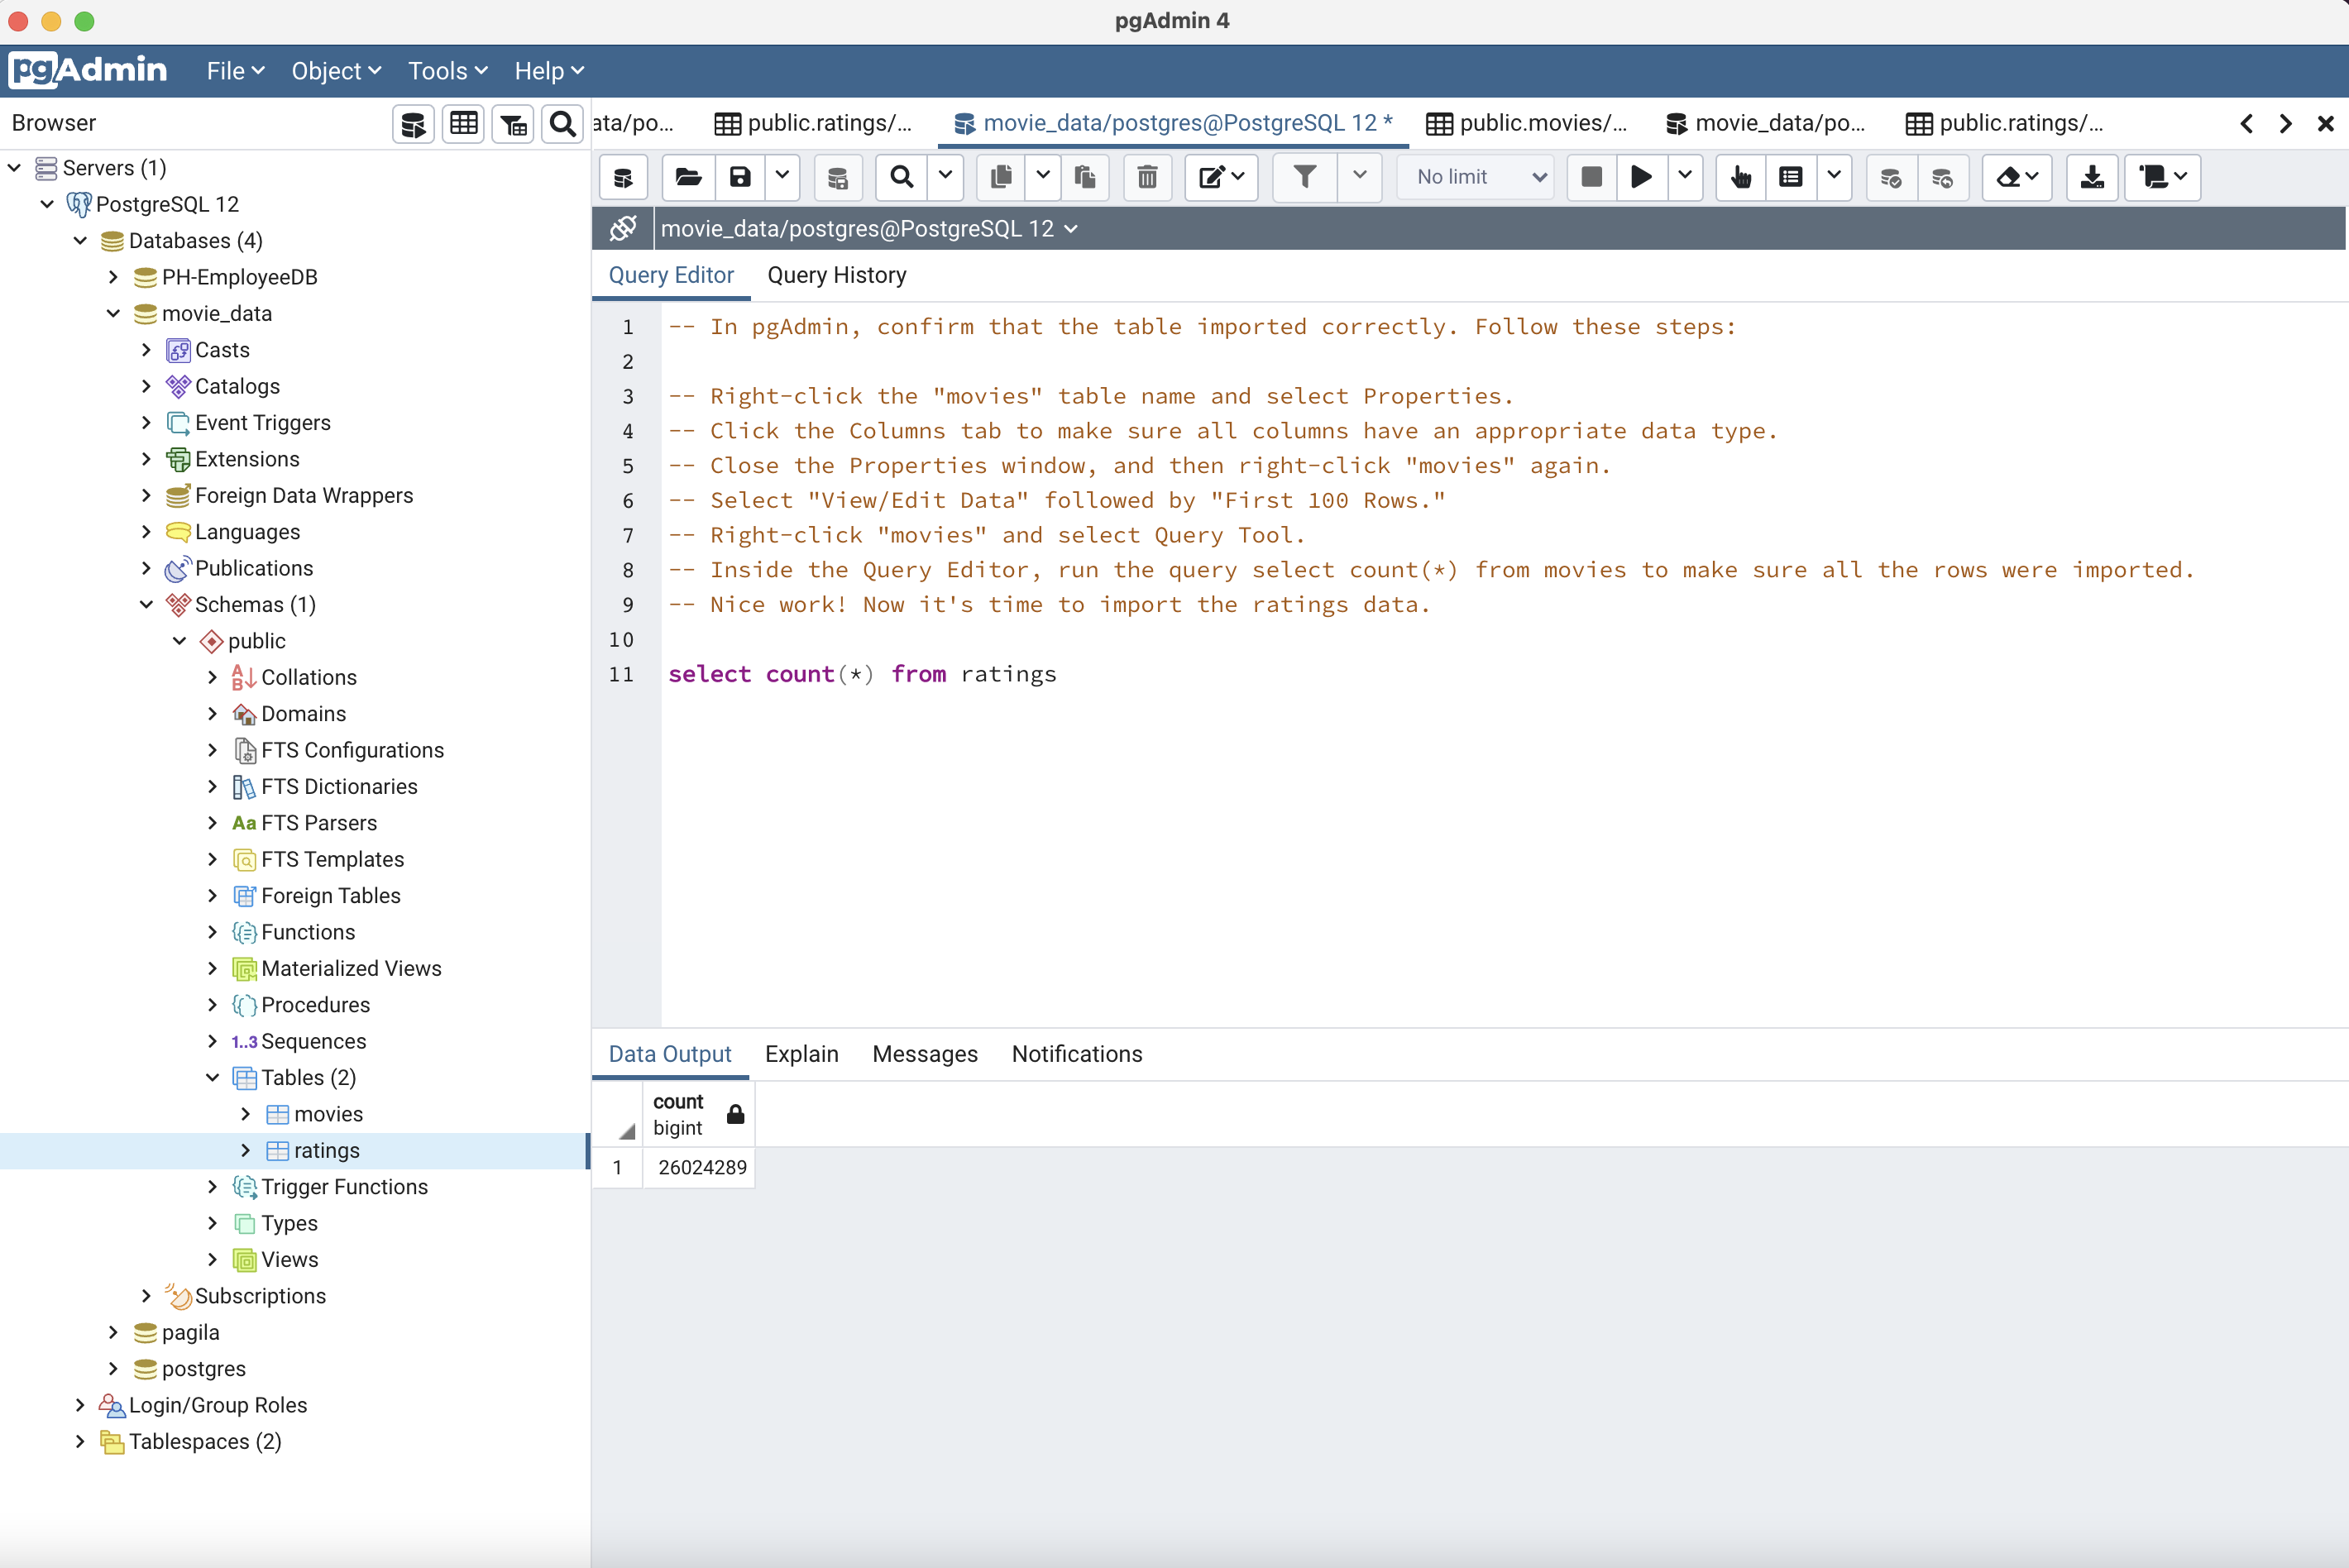 pgAdmin 4
pgAdmin File Object Tools Help
Browser
ata/po...
public.ratings/...
movie_data/postgres@PostgreSQL 12 *
public.movies/...
movie_data/po...
public.ratings/...
No limit
movie_data/postgres@PostgreSQL 12
Query Editor Query History
Servers (1)
PostgreSQL 12
Databases (4)
PH-EmployeeDB
movie_data
Casts
Catalogs
Event Triggers
Extensions
Foreign Data Wrappers
Languages
Publications
Schemas (1)
public
Collations
Domains
FTS Configurations
FTS Dictionaries
Aa FTS Parsers
FTS Templates
Foreign Tables
Functions
Materialized Views
Procedures
1..3 Sequences
Tables (2)
movies
ratings
Trigger Functions
Types
Views
Subscriptions
pagila
postgres
Login/Group Roles
Tablespaces (2)
1 -- In pgAdmin, confirm that the table imported correctly. Follow these steps:
2
3 -- Right-click the "movies" table name and select Properties.
4 -- Click the Columns tab to make sure all columns have an appropriate data type.
5 -- Close the Properties window, and then right-click "movies" again.
6 -- Select "View/Edit Data" followed by "First 100 Rows."
7 -- Right-click "movies" and select Query Tool.
8 -- Inside the Query Editor, run the query select count(*) from movies to make sure all the rows were imported.
9 -- Nice work! Now it's time to import the ratings data.
10
11 select count(*) from ratings
Data Output Explain Messages Notifications
count
bigint
1 26024289